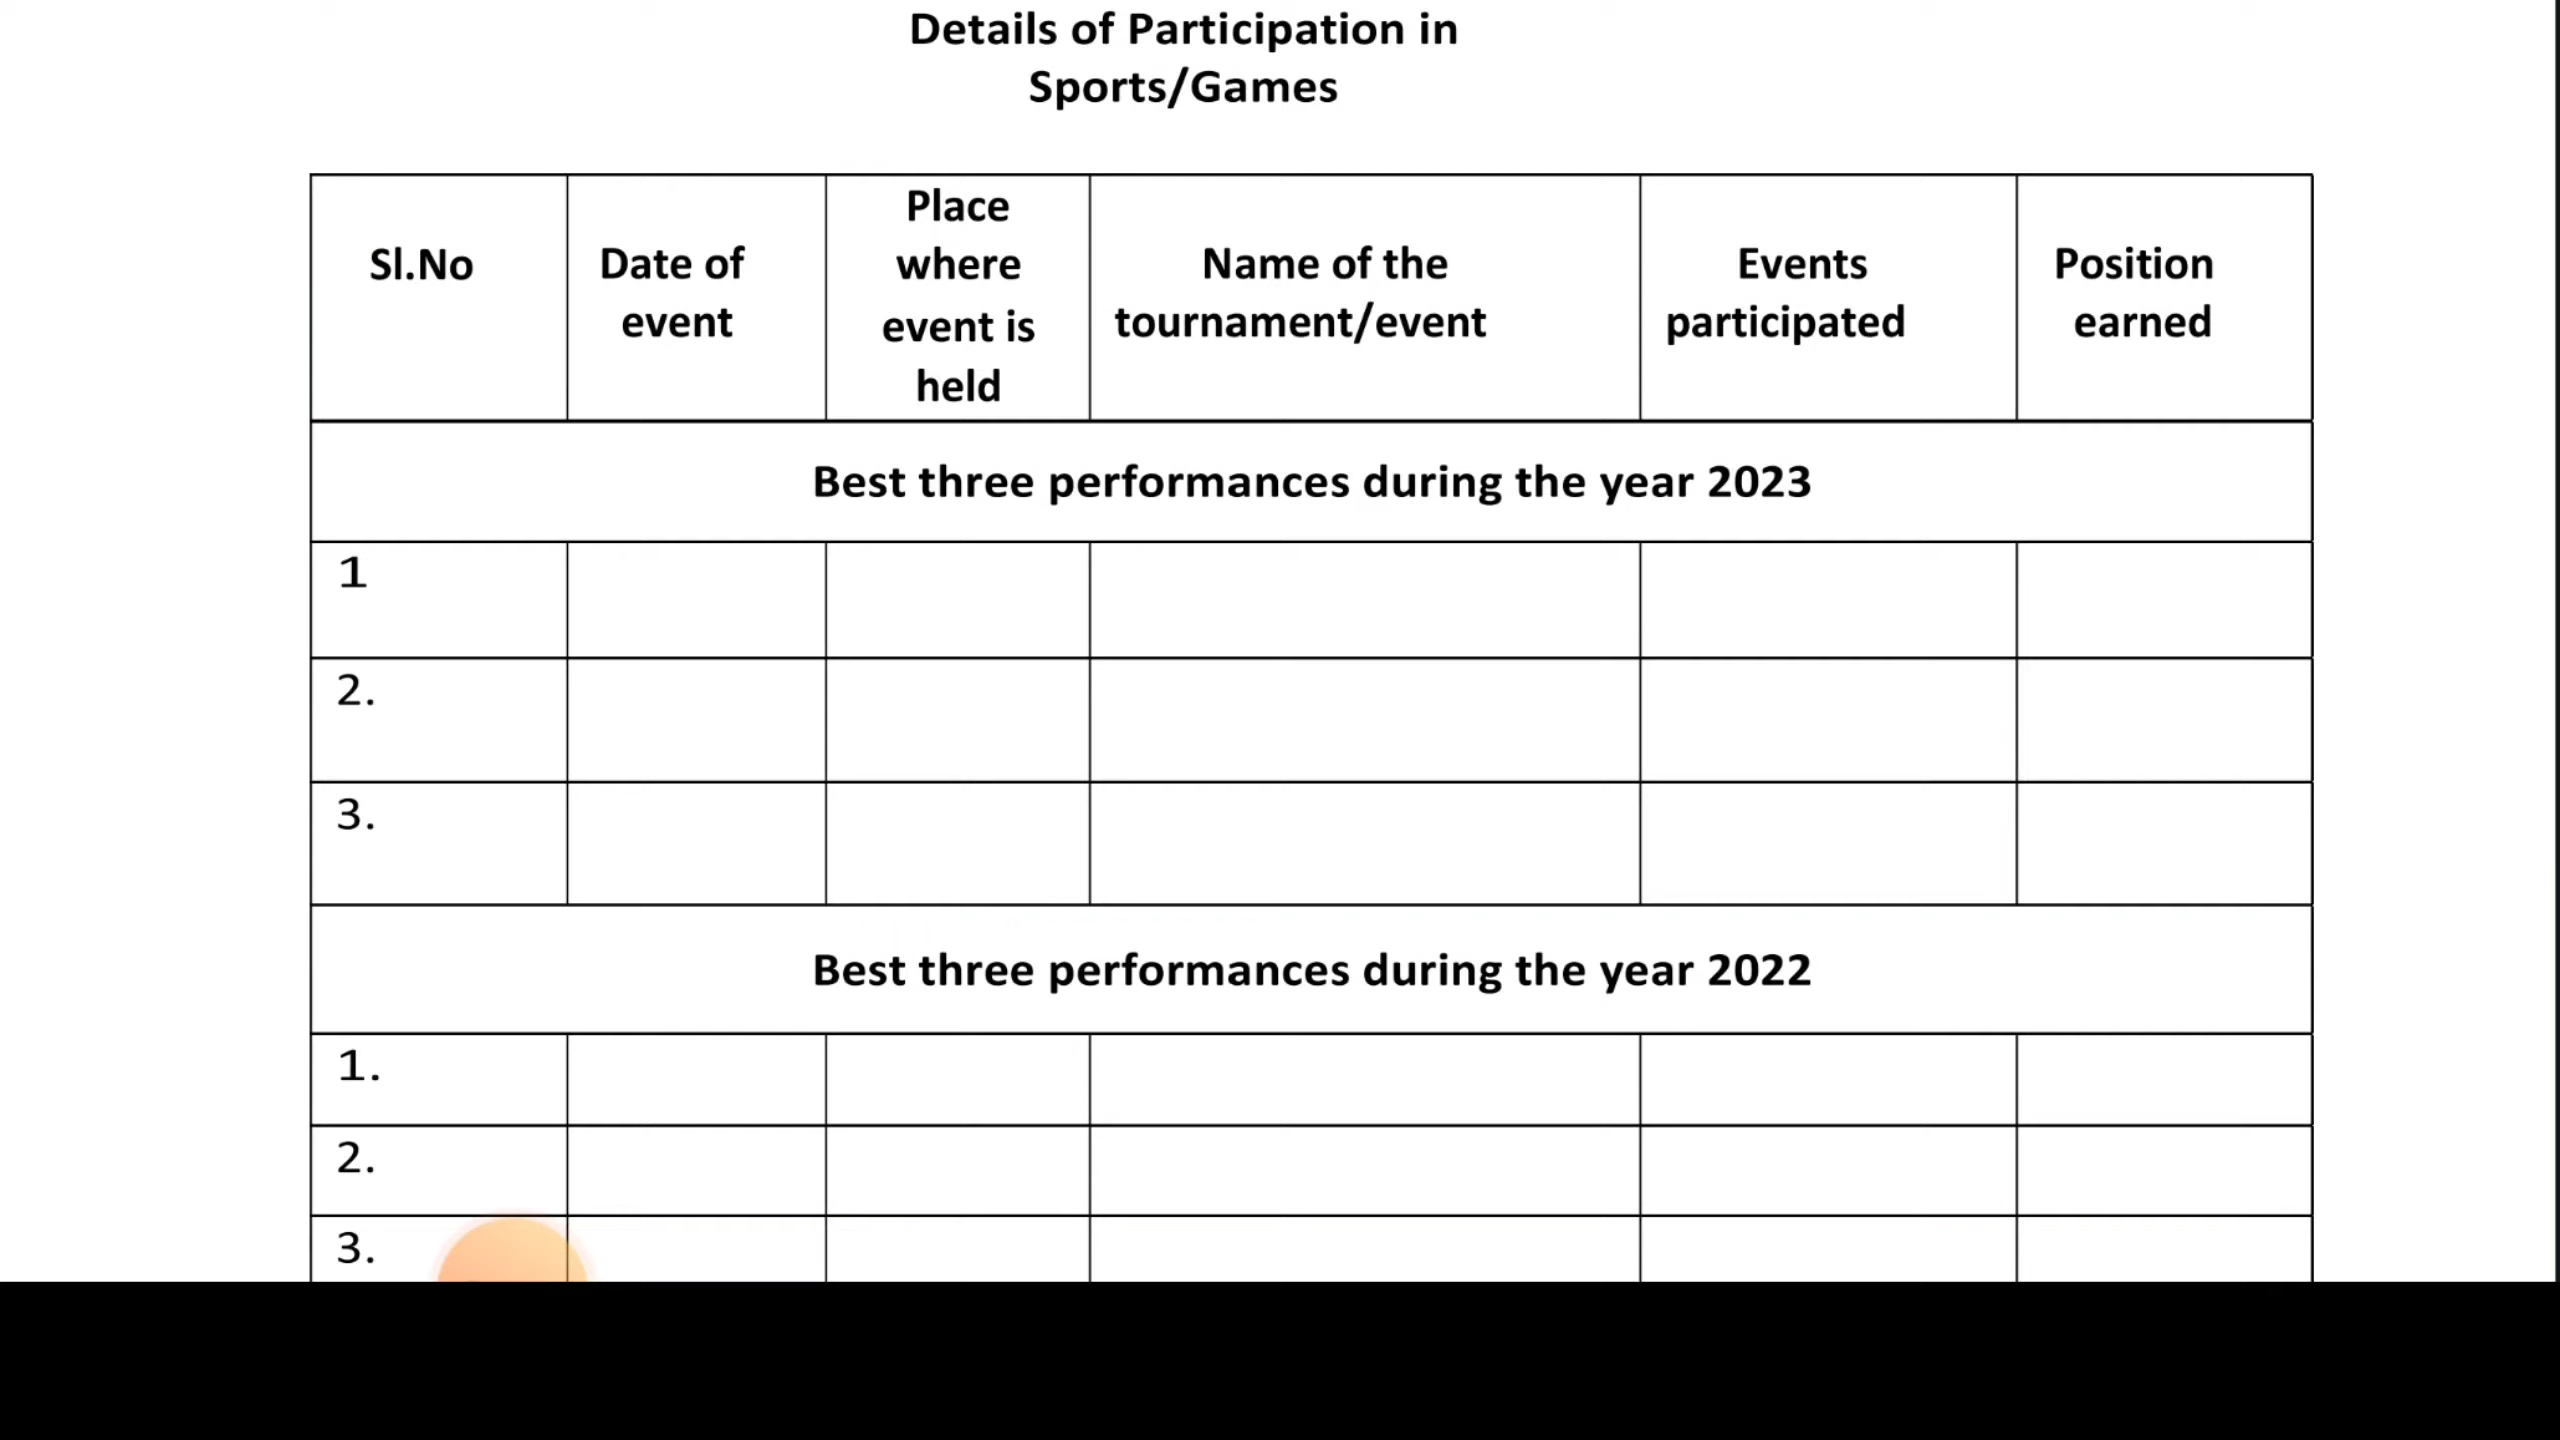 Details of Participation in
Sports/Games
Sl.No
Date of
event
Place
where
event is
held
Name of the
tournament/event
Events
participated
Position
earned
Best three performances during the year 2023
1
2.
3.
Best three performances during the year 2022
1.
2.
3.